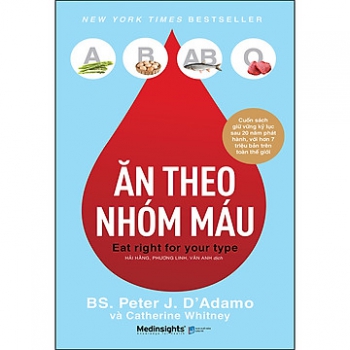 NEW YORK TIMES BESTSELLER
A B AB O
Cuốn sách
giữ vững kỷ lục
sau 20 năm phát
hành, với hơn 7
triệu bản trên
toàn thế giới
ĂN THEO
NHÓM MÁU
Eat right for your type
HẢI HẰNG, PHƯƠNG LINH, VÂN ANH dịch
BS. Peter J. D'Adamo
và Catherine Whitney
Medinsights